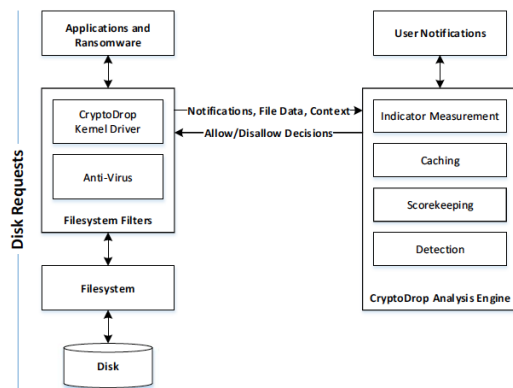 Disk Requests
Applications and
Ransomware
CryptoDrop
Kernel Driver
Anti-Virus
Filesystem Filters
Filesystem
Disk
Notifications, File Data, Context
Allow/Disallow Decisions
User Notifications
Indicator Measurement
Caching
Scorekeeping
Detection
CryptoDrop Analysis Engine